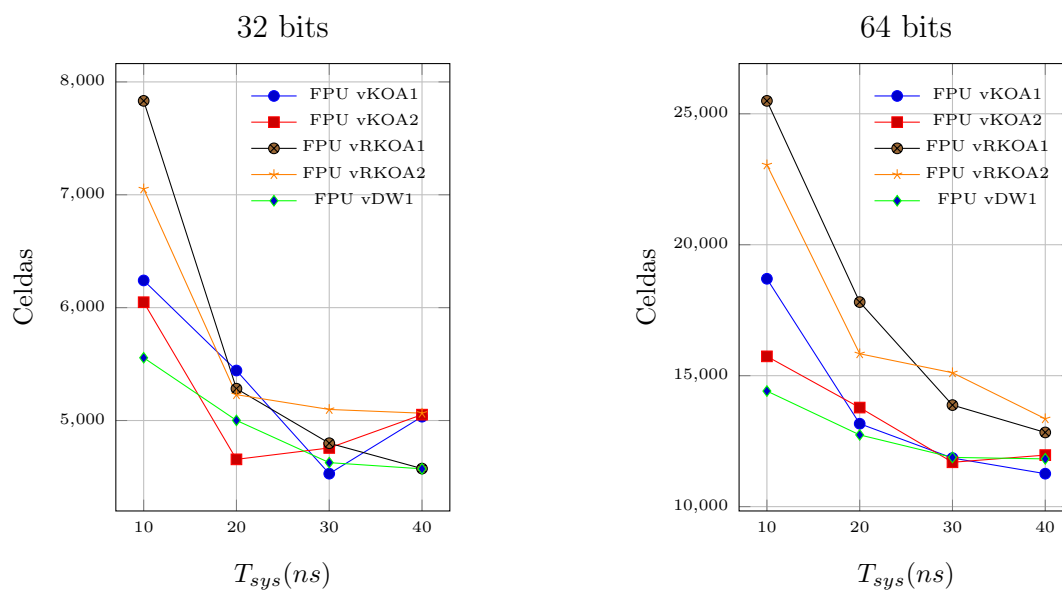 32 bits
8,000
7,000
6,000
5,000
10
20
30
40
Celdas
T_sys(ns)
FPU vKOA1
FPU vKOA2
FPU vRKOA1
FPU vRKOA2
FPU vDW1
64 bits
25,000
20,000
15,000
10,000
10
20
30
40
Celdas
T_sys(ns)
FPU vKOA1
FPU vKOA2
FPU vRKOA1
FPU vRKOA2
FPU vDW1